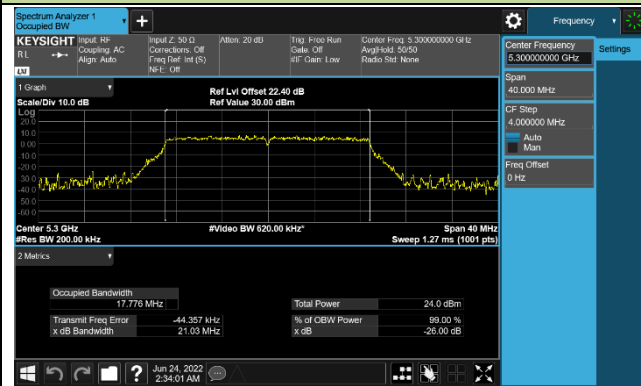 Spectrum Analyzer 1
Occupied BW
+
Frequency
KEYSIGHT
Input: RF
Input Z: 50 Ω
Atten: 20 dB
Trig: Free Run
Center Freq: 5.300000000 GHz
RL
Coupling: AC
Corrections: Off
Gate: Off
Avg|Hold: 50/50
Align: Auto
Freq Ref: Int (S)
#IF Gain: Low
Radio Std: None
NFE: Off
LXI
1 Graph
Ref Lvl Offset 22.40 dB
Scale/Div 10.0 dB
Ref Value 30.00 dBm
Log
20.0
10.0
0.00
-10.0
-20.0
-30.0
-40.0
-50.0
-60.0
Center 5.3 GHz
#Video BW 620.00 kHz*
Span 40 MHz
#Res BW 200.00 kHz
Sweep 1.27 ms (1001 pts)
2 Metrics
Occupied Bandwidth
17.776 MHz
Total Power
24.0 dBm
Transmit Freq Error
-44.357 kHz
% of OBW Power
99.00 %
x dB Bandwidth
21.03 MHz
x dB
-26.00 dB
Center Frequency
5.300000000 GHz
Settings
Span
40.000 MHz
CF Step
4.000000 MHz
Auto
Man
Freq Offset
0 Hz
?
Jun 24, 2022
2:34:01 AM